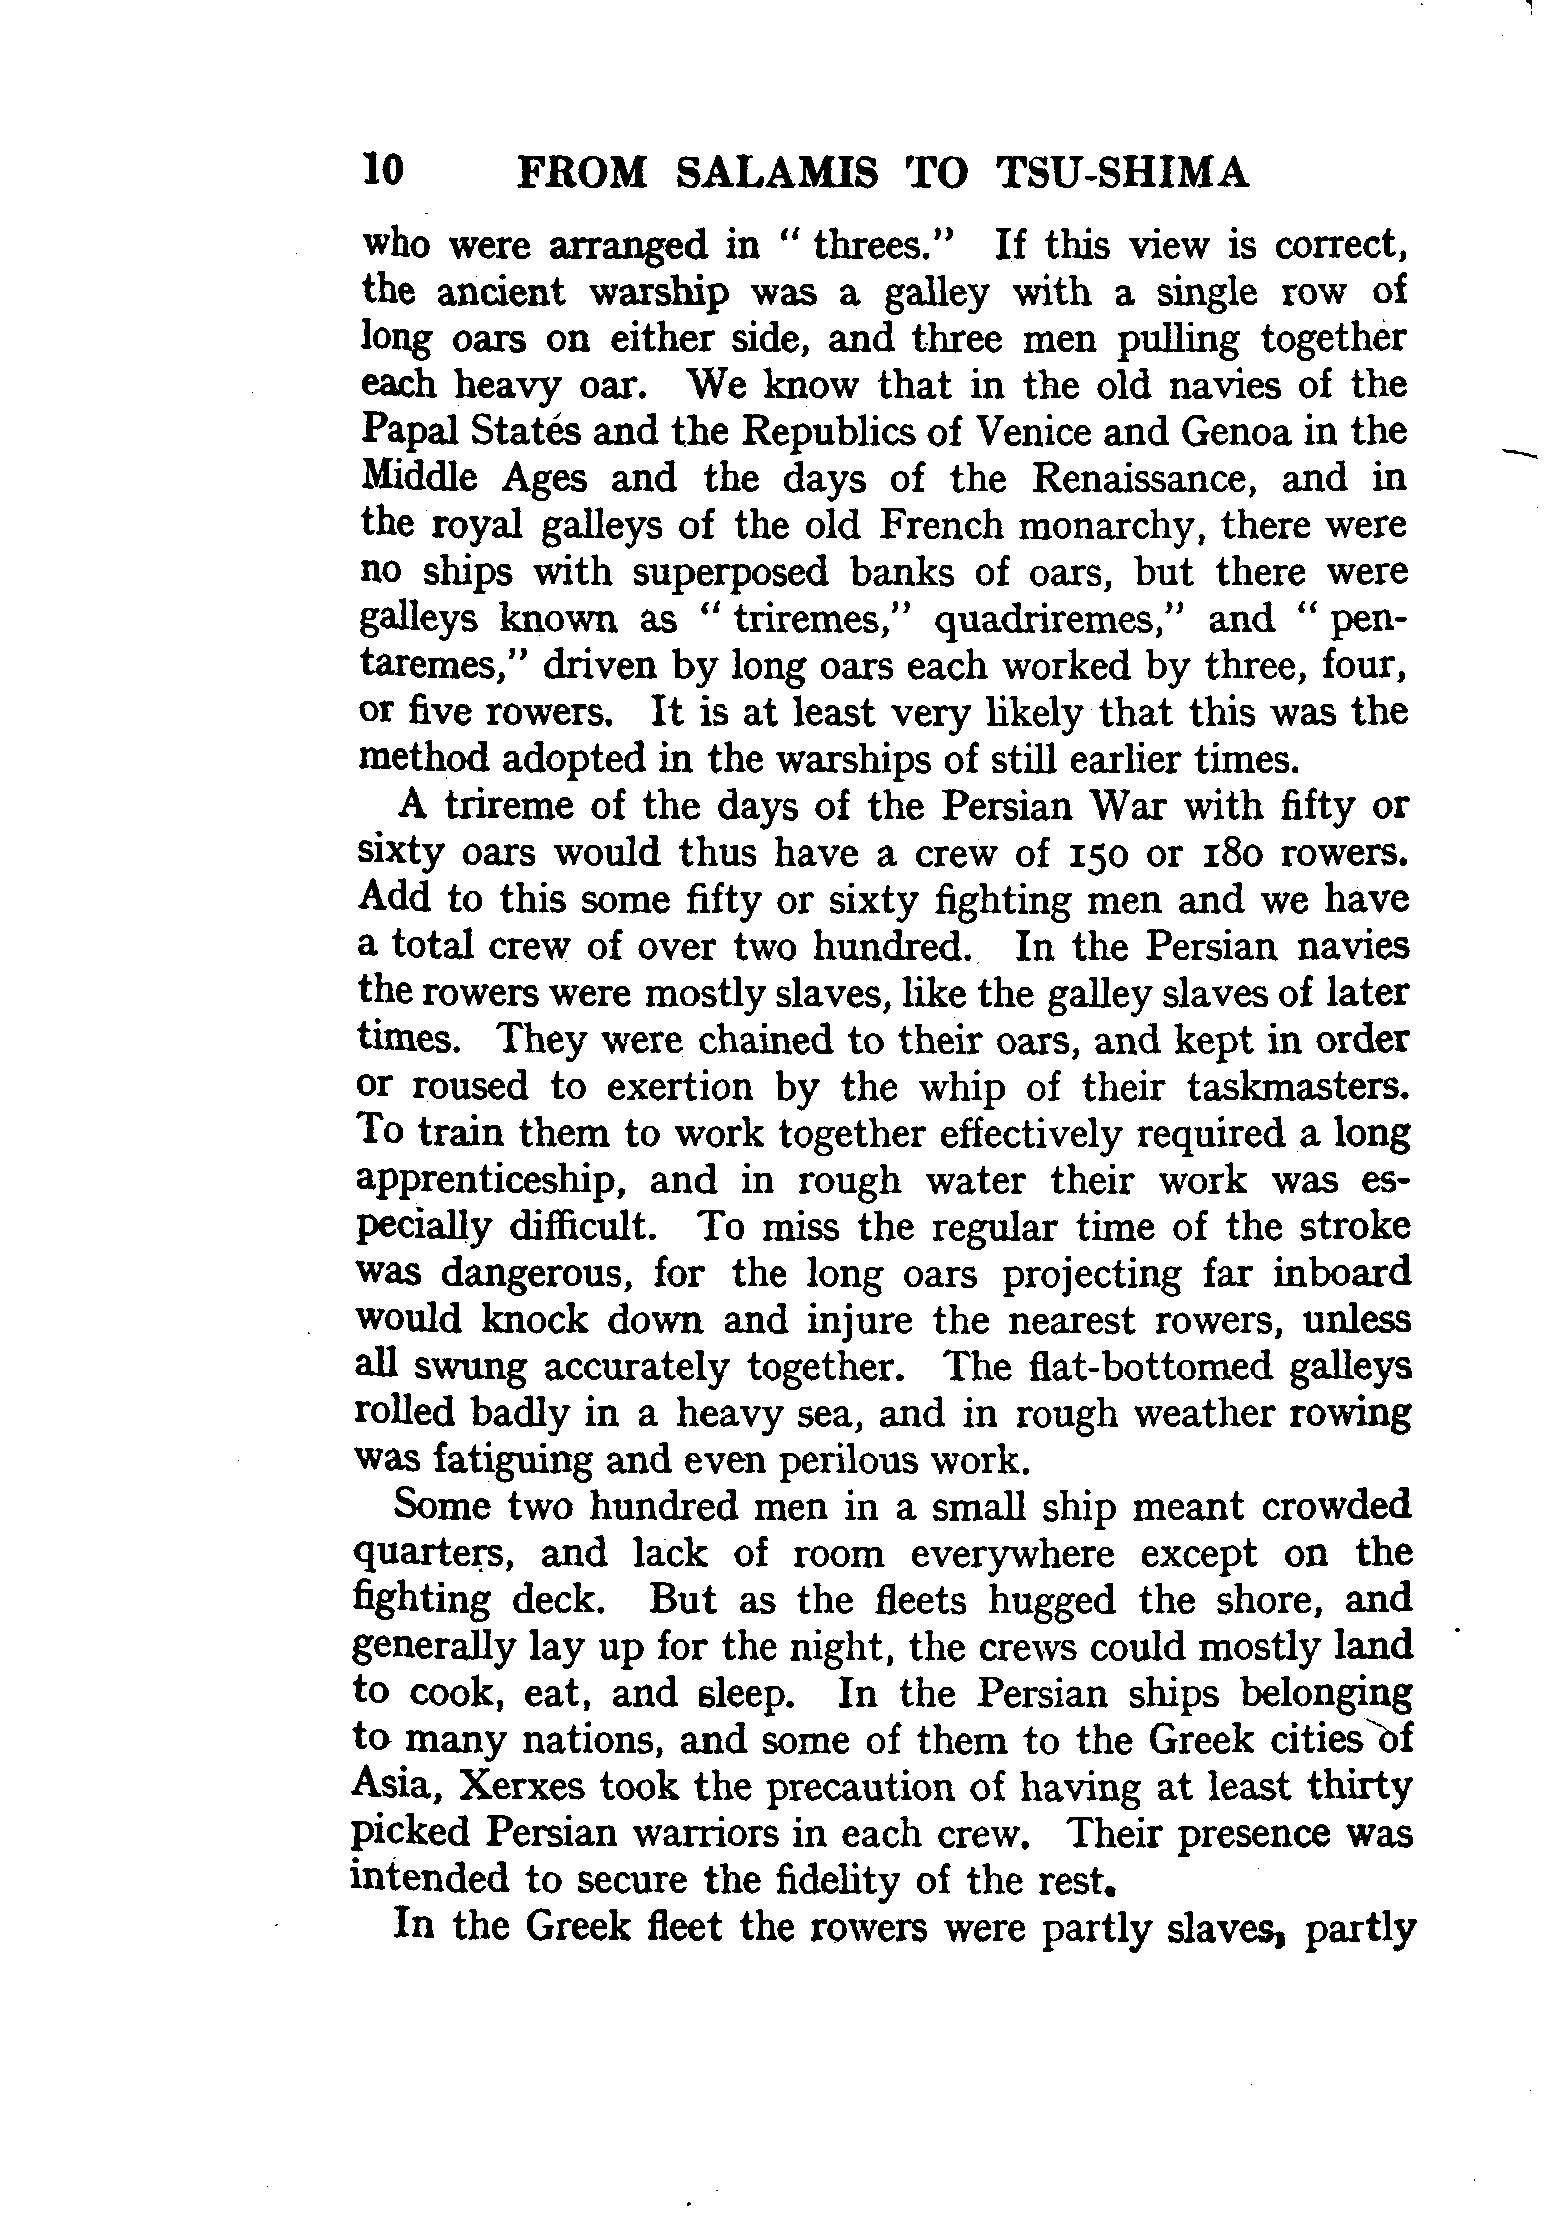 10 FROM SALAMIS TO TSU-SHIMA
who were arranged in “ threes.” If this view is correct,
the ancient warship was a galley with a single row of
long oars on either side, and three men pulling together
each heavy oar. We know that in the old navies of the
Papal States and the Republics of Venice and Genoa in the
Middle Ages and the days of the Renaissance, and in
the royal galleys of the old French monarchy, there were
no ships with superposed banks of oars, but there were
galleys known as “ triremes,” quadriremes,” and “ pen-
taremes,” driven by long oars each worked by three, four,
or five rowers. It is at least very likely that this was the
method adopted in the warships of still earlier times.
A trireme of the days of the Persian War with fifty or
sixty oars would thus have a crew of 150 or 180 rowers.
Add to this some fifty or sixty fighting men and we have
a total crew of over two hundred. In the Persian navies
the rowers were mostly slaves, like the galley slaves of later
times. They were chained to their oars, and kept in order
or roused to exertion by the whip of their taskmasters.
To train them to work together effectively required a long
apprenticeship, and in rough water their work was es-
pecially difficult. To miss the regular time of the stroke
was dangerous, for the long oars projecting far inboard
would knock down and injure the nearest rowers, unless
all swung accurately together. The flat-bottomed galleys
rolled badly in a heavy sea, and in rough weather rowing
was fatiguing and even perilous work.
Some two hundred men in a small ship meant crowded
quarters, and lack of room everywhere except on the
fighting deck. But as the fleets hugged the shore, and
generally lay up for the night, the crews could mostly land
to cook, eat, and sleep. In the Persian ships belonging
to many nations, and some of them to the Greek cities of
Asia, Xerxes took the precaution of having at least thirty
picked Persian warriors in each crew. Their presence was
intended to secure the fidelity of the rest.
In the Greek fleet the rowers were partly slaves, partly